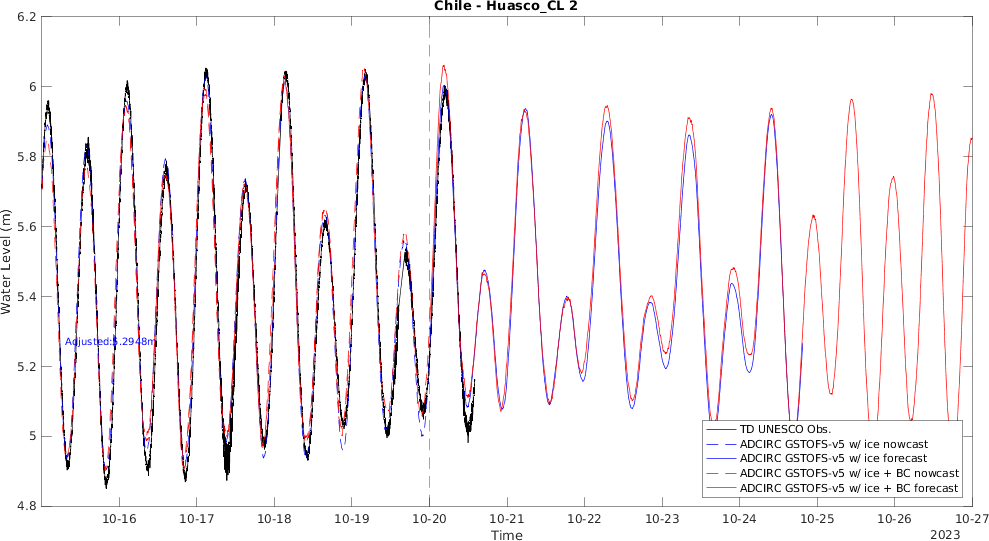 Chile - Huasco_CL 2
6.2
6
5.8
5.6
5.4
5.2
5
4.8
Water Level (m)
Adjusted:5.2948m
TD UNESCO Obs.
ADCIRC GSTOFS-v5 w/ ice nowcast
ADCIRC GSTOFS-v5 w/ ice forecast
ADCIRC GSTOFS-v5 w/ ice + BC nowcast
ADCIRC GSTOFS-v5 w/ ice + BC forecast
10-16 10-17 10-18 10-19 10-20 10-21 10-22 10-23 10-24 10-25 10-26 10-27
Time
2023